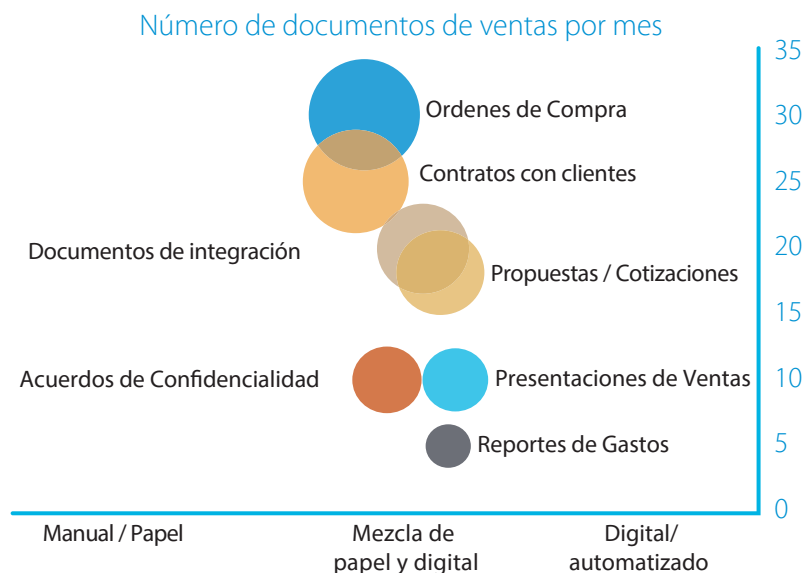 Número de documentos de ventas por mes
35
30
Ordenes de Compra
25
Contratos con clientes
20
Documentos de integración
Propuestas / Cotizaciones
15
Acuerdos de Confidencialidad
Presentaciones de Ventas
10
Reportes de Gastos
5
0
Manual / Papel
Mezcla de
papel y digital
Digital/
automatizado